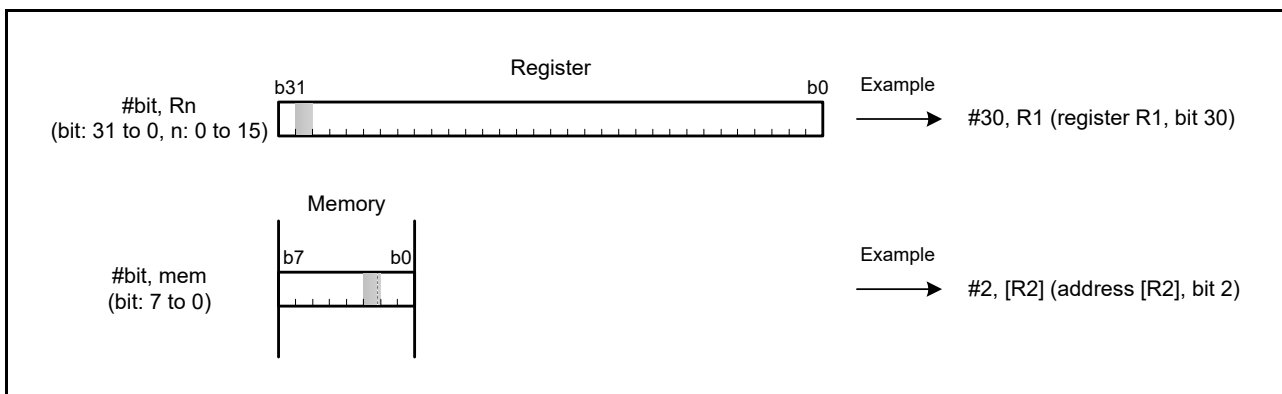 Register
b31 b0
#bit, Rn
(bit: 31 to 0, n: 0 to 15)
Example
#30, R1 (register R1, bit 30)
Memory
b7 b0
#bit, mem
(bit: 7 to 0)
Example
#2, [R2] (address [R2], bit 2)